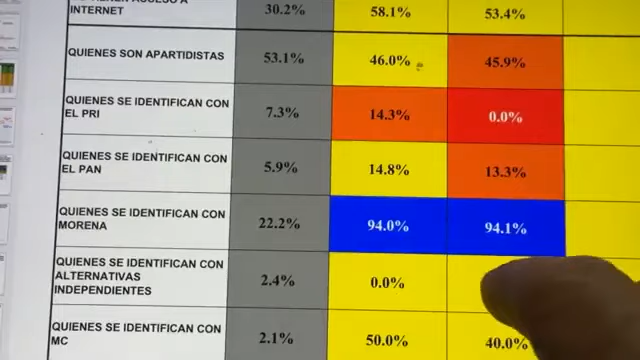 INTERNET 30.2% 58.1% 53.4%
QUIENES SON APARTIDISTAS 53.1% 46.0% 45.9%
QUIENES SE IDENTIFICAN CON
EL PRI 7.3% 14.3% 0.0%
QUIENES SE IDENTIFICAN CON
EL PAN 5.9% 14.8% 13.3%
QUIENES SE IDENTIFICAN CON
MORENA 22.2% 94.0% 94.1%
QUIENES SE IDENTIFICAN CON
ALTERNATIVAS 2.4% 0.0%
INDEPENDIENTES
QUIENES SE IDENTIFICAN CON
MC 2.1% 50.0% 40.0%